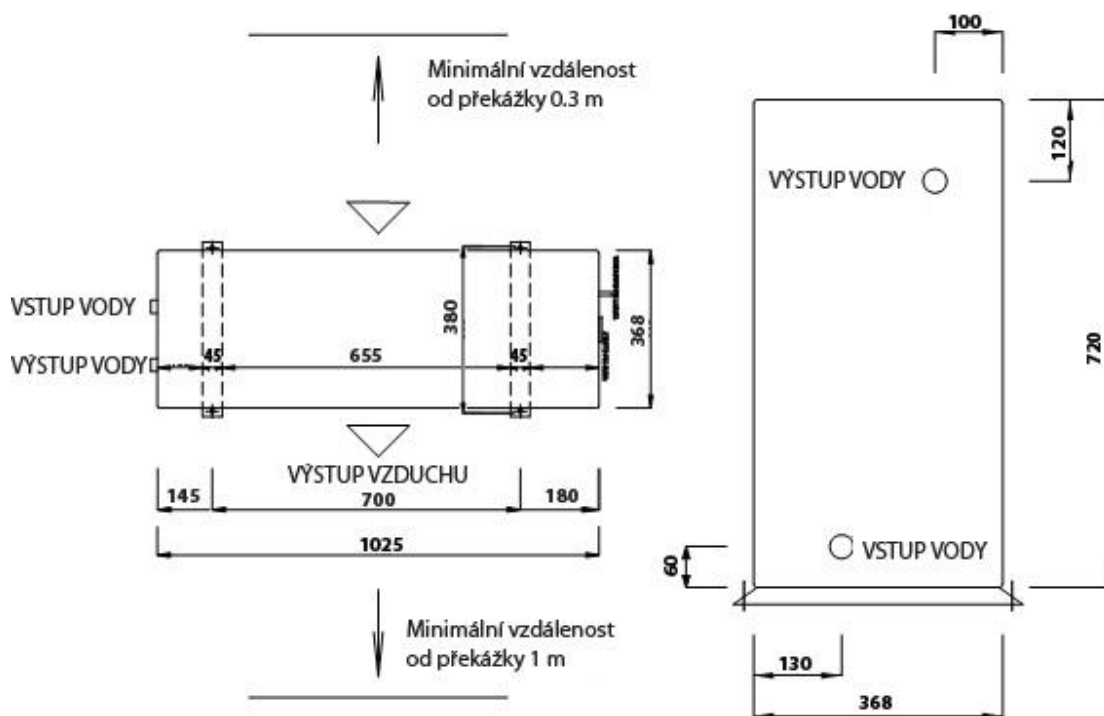 Minimální vzdálenost
od překážky 0.3 m
VSTUP VODY
VÝSTUP VODY
45
655
45
380
368
VÝSTUP VZDUCHU
145
700
180
1025
Minimální vzdálenost
od překážky 1 m
100
120
VÝSTUP VODY
720
VSTUP VODY
60
130
368